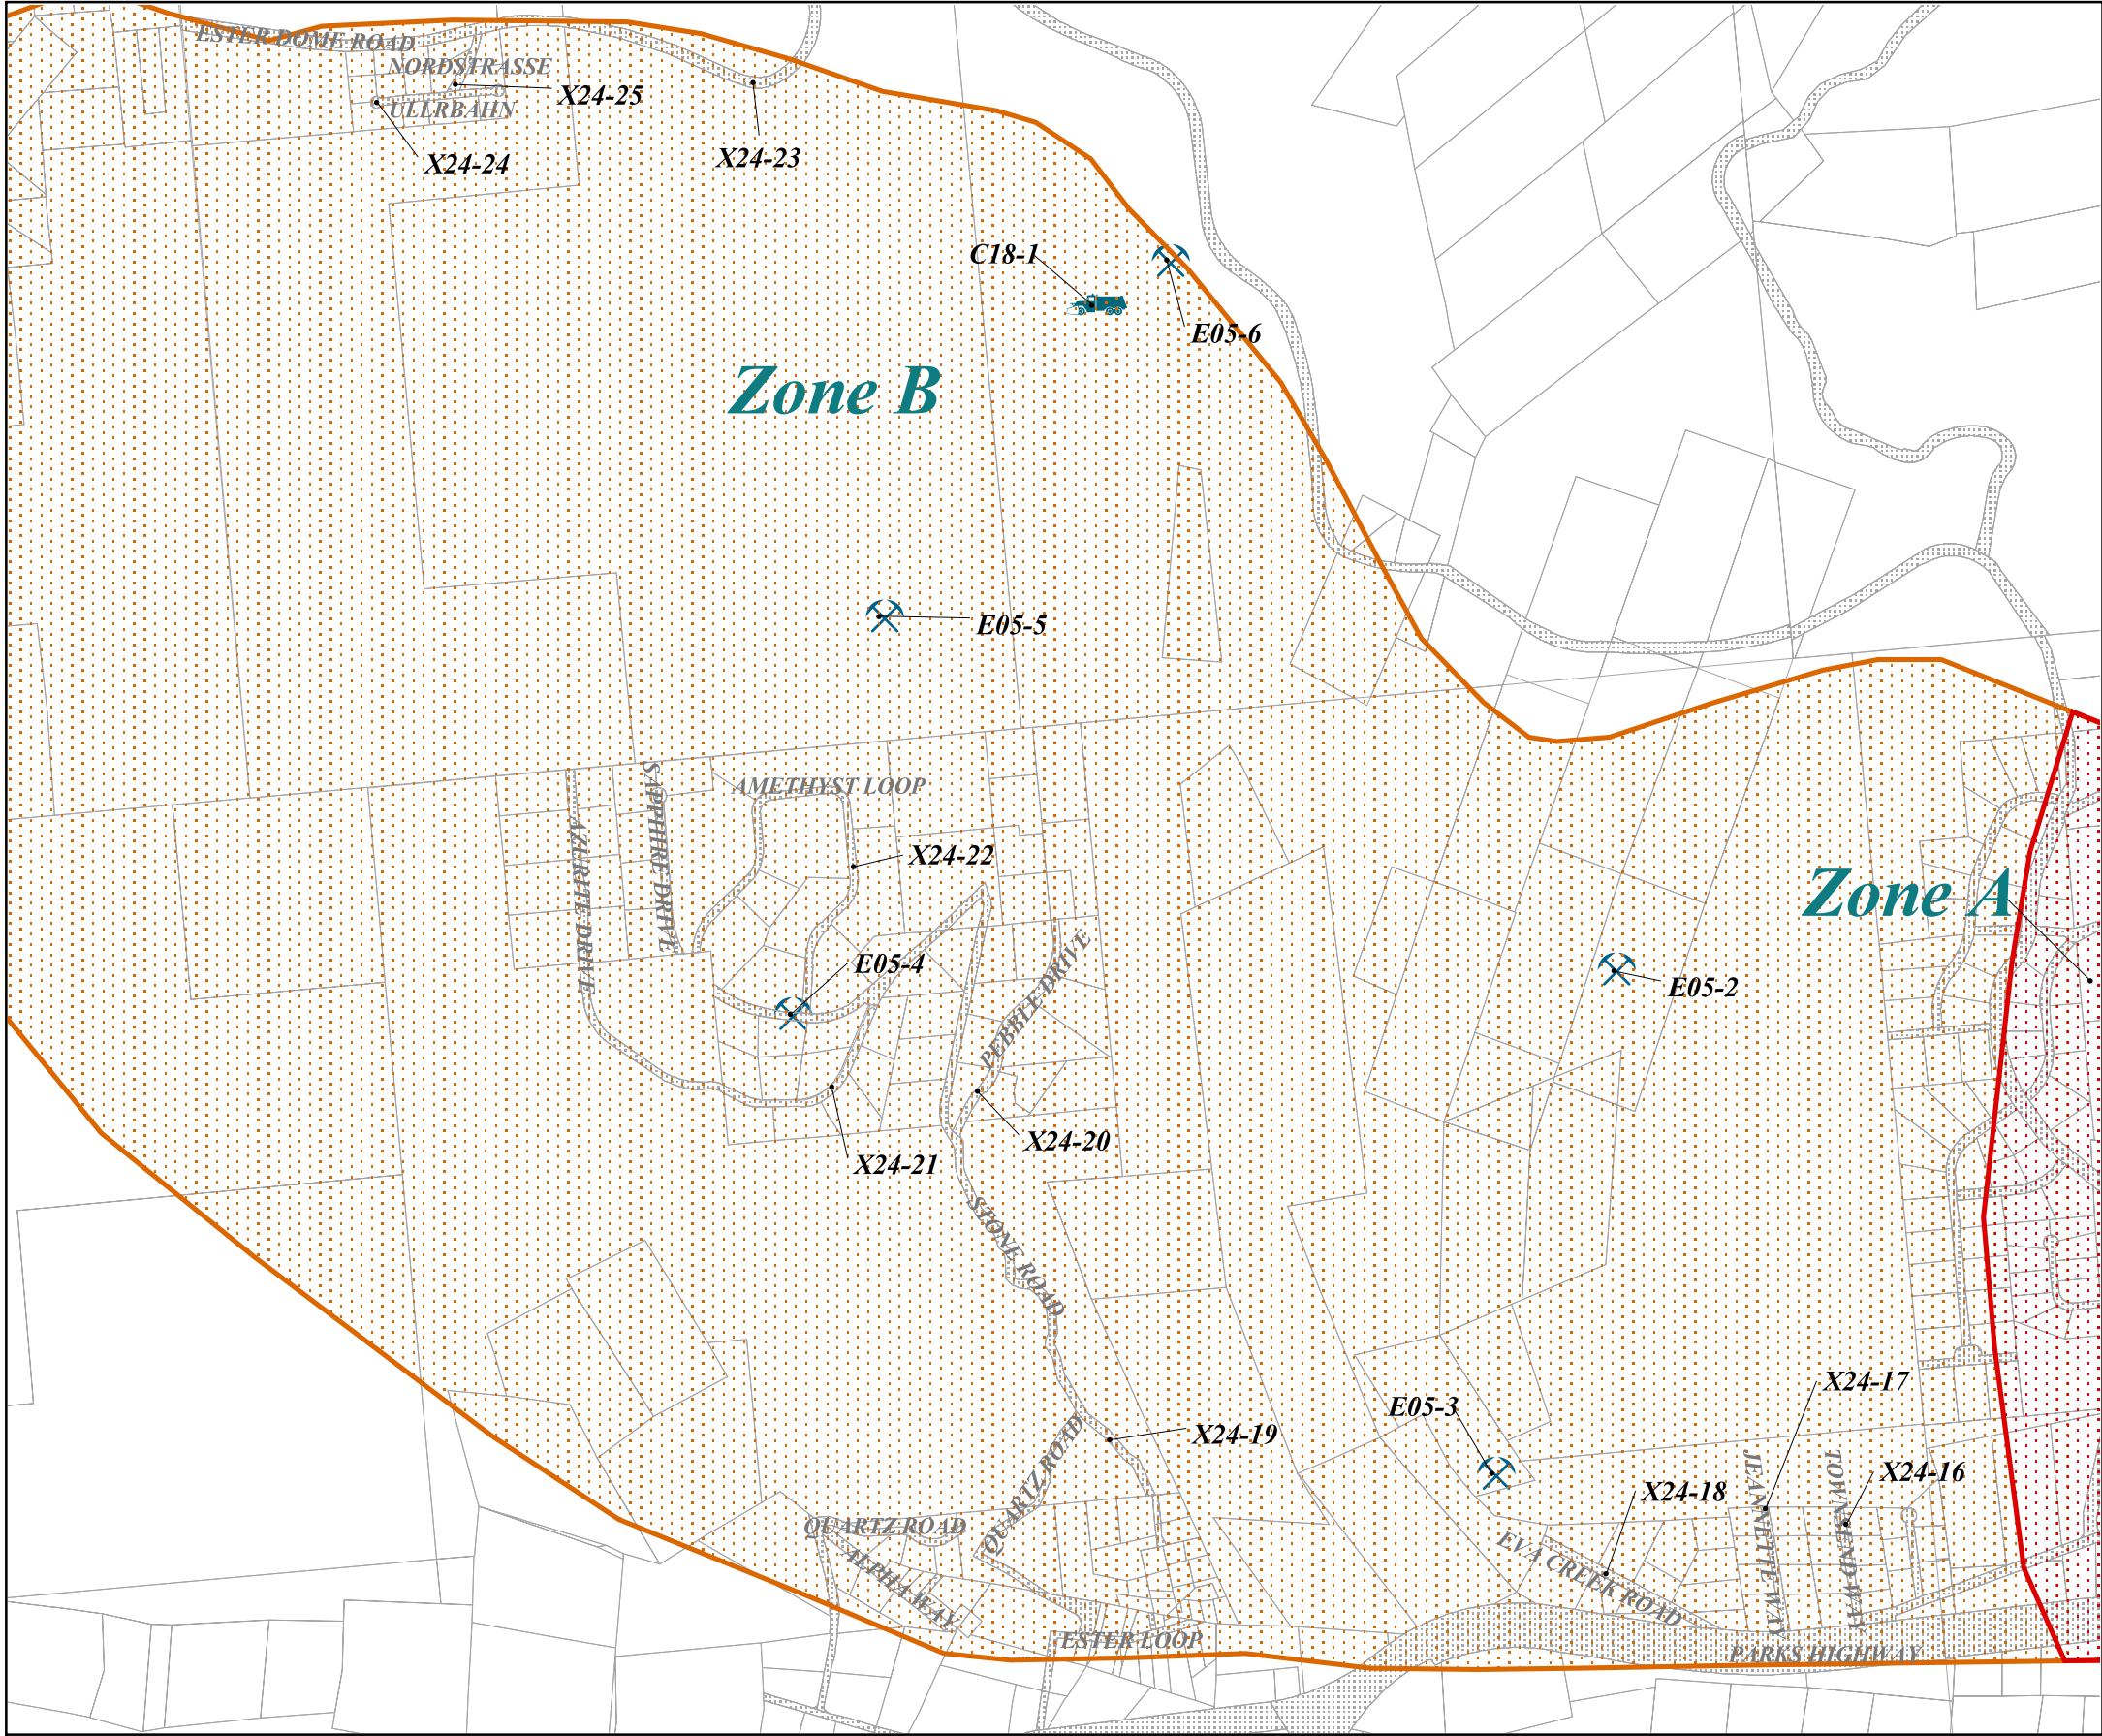 ESTER DOME ROAD
NORDSTRASSE
X24-25
ULLRBAHN
X24-24
X24-23
C18-1
E05-6
Zone B
E05-5
AMETHYST LOOP
SAPPHIRE DRIVE
AZURITE DRIVE
X24-22
Zone A
E05-4
PEBBLE DRIVE
E05-2
X24-20
X24-21
STONE ROAD
X24-17
E05-3
X24-19
QUARTZ ROAD
JEANNITTE WAY
TOWNSEND WAY
X24-16
X24-18
QUARTZ ROAD
ALPHA WAY
EVA CREEK ROAD
ESTER LOOP
PARKS HIGHWAY